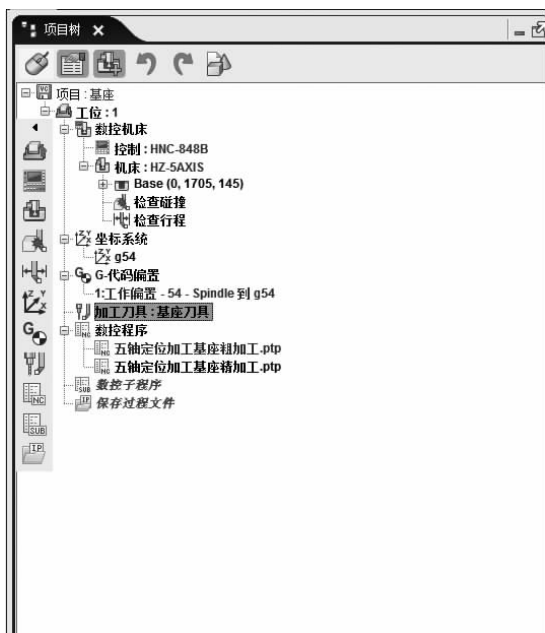 项目树
项目 : 基座
工位 : 1
数控机床
控制 : HNC-848B
机床 : HZ-5AXIS
Base (0, 1705, 145)
检查碰撞
检查行程
坐标系统
g54
G-代码偏置
1:工作偏置 - 54 - Spindle 到 g54
加工刀具 : 基座刀具
数控程序
五轴定位加工基座粗加工.ptp
五轴定位加工基座精加工.ptp
数控子程序
保存过程文件